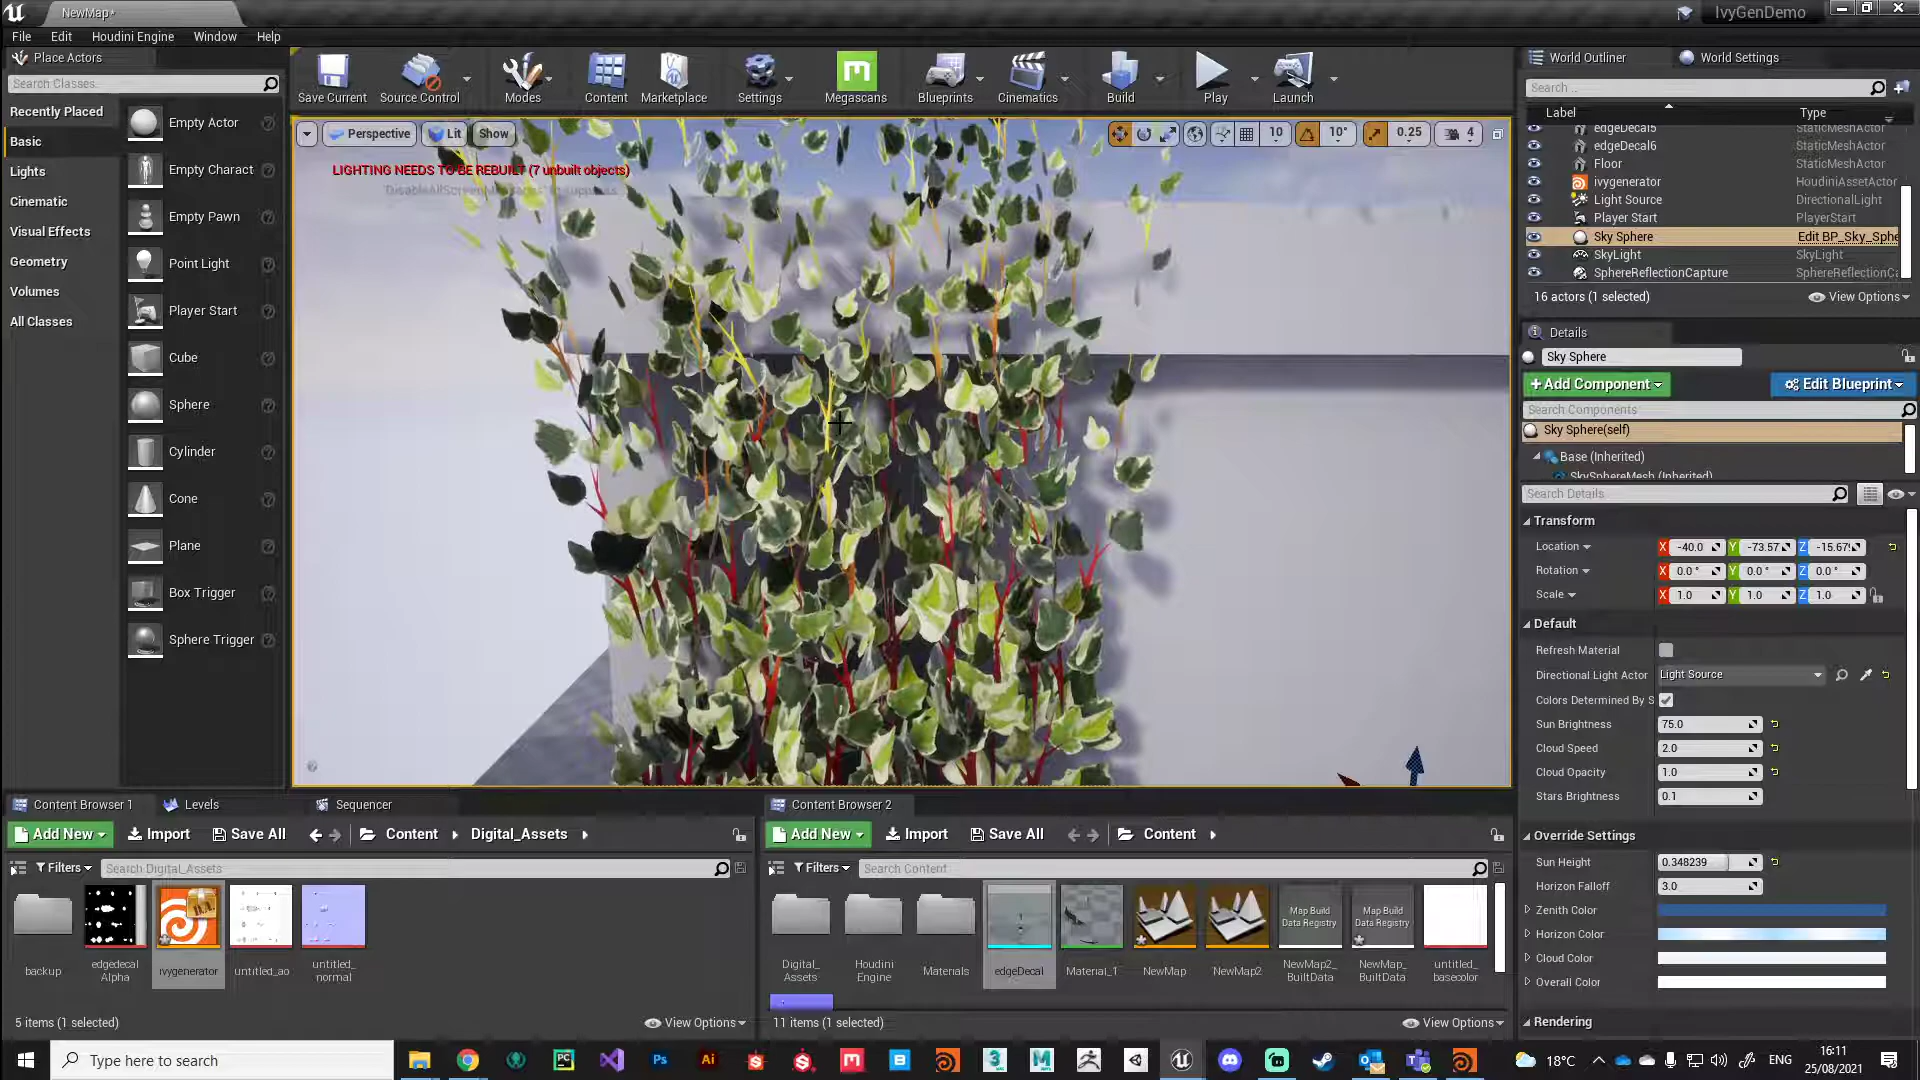 NewMap*
IvyGenDemo
File Edit Houdini Engine Window Help
Place Actors
Search Classes
Recently Placed
Basic
Lights
Cinematic
Visual Effects
Geometry
Volumes
All Classes
Empty Actor
Empty Charact
Empty Pawn
Point Light
Player Start
Cube
Sphere
Cylinder
Cone
Plane
Box Trigger
Sphere Trigger
Save Current Source Control Modes Content Marketplace Settings Megascans Blueprints Cinematics Build Play Launch
Perspective Lit Show
10 10° 0.25 4
LIGHTING NEEDS TO BE REBUILT (7 unbuilt objects)
World Outliner World Settings
Search...
Label Type
edgeDecal5 StaticMeshActor
edgeDecal6 StaticMeshActor
Floor StaticMeshActor
ivygenerator HoudiniAssetActor
Light Source DirectionalLight
Player Start PlayerStart
Sky Sphere Edit BP_Sky_Sphe
SkyLight SkyLight
SphereReflectionCapture SphereReflectionCa
16 actors (1 selected) View Options
Details
Sky Sphere
+Add Component Edit Blueprint
Search Components
Sky Sphere(self)
Base (Inherited)
SkySphereMesh (Inherited)
Search Details
Transform
Location X -40.0 Y -73.57 Z -15.67
Rotation X 0.0° Y 0.0° Z 0.0°
Scale X 1.0 Y 1.0 Z 1.0
Default
Refresh Material
Directional Light Actor Light Source
Colors Determined By S
Sun Brightness 75.0
Cloud Speed 2.0
Cloud Opacity 1.0
Stars Brightness 0.1
Override Settings
Sun Height 0.348239
Horizon Falloff 3.0
Zenith Color
Horizon Color
Cloud Color
Overall Color
Rendering
Content Browser 1 Levels Sequencer
Add New Import Save All Content Digital_Assets
Filters Search Digital_Assets
backup
edgedecal
Alpha
ivygenerator
untitled_ao
untitled_
normal
5 items (1 selected) View Options
Content Browser 2
Add New Import Save All Content
Filters Search Content
Digital_
Assets
Houdini
Engine
Materials
edgeDecal
Material_1
NewMap
NewMap2
Map Build
Data Registry
NewMap2_
BuiltData
Map Build
Data Registry
NewMap_
BuiltData
untitled_
basecolor
11 items (1 selected) View Options
Type here to search
18°C ENG
16:11
25/08/2021